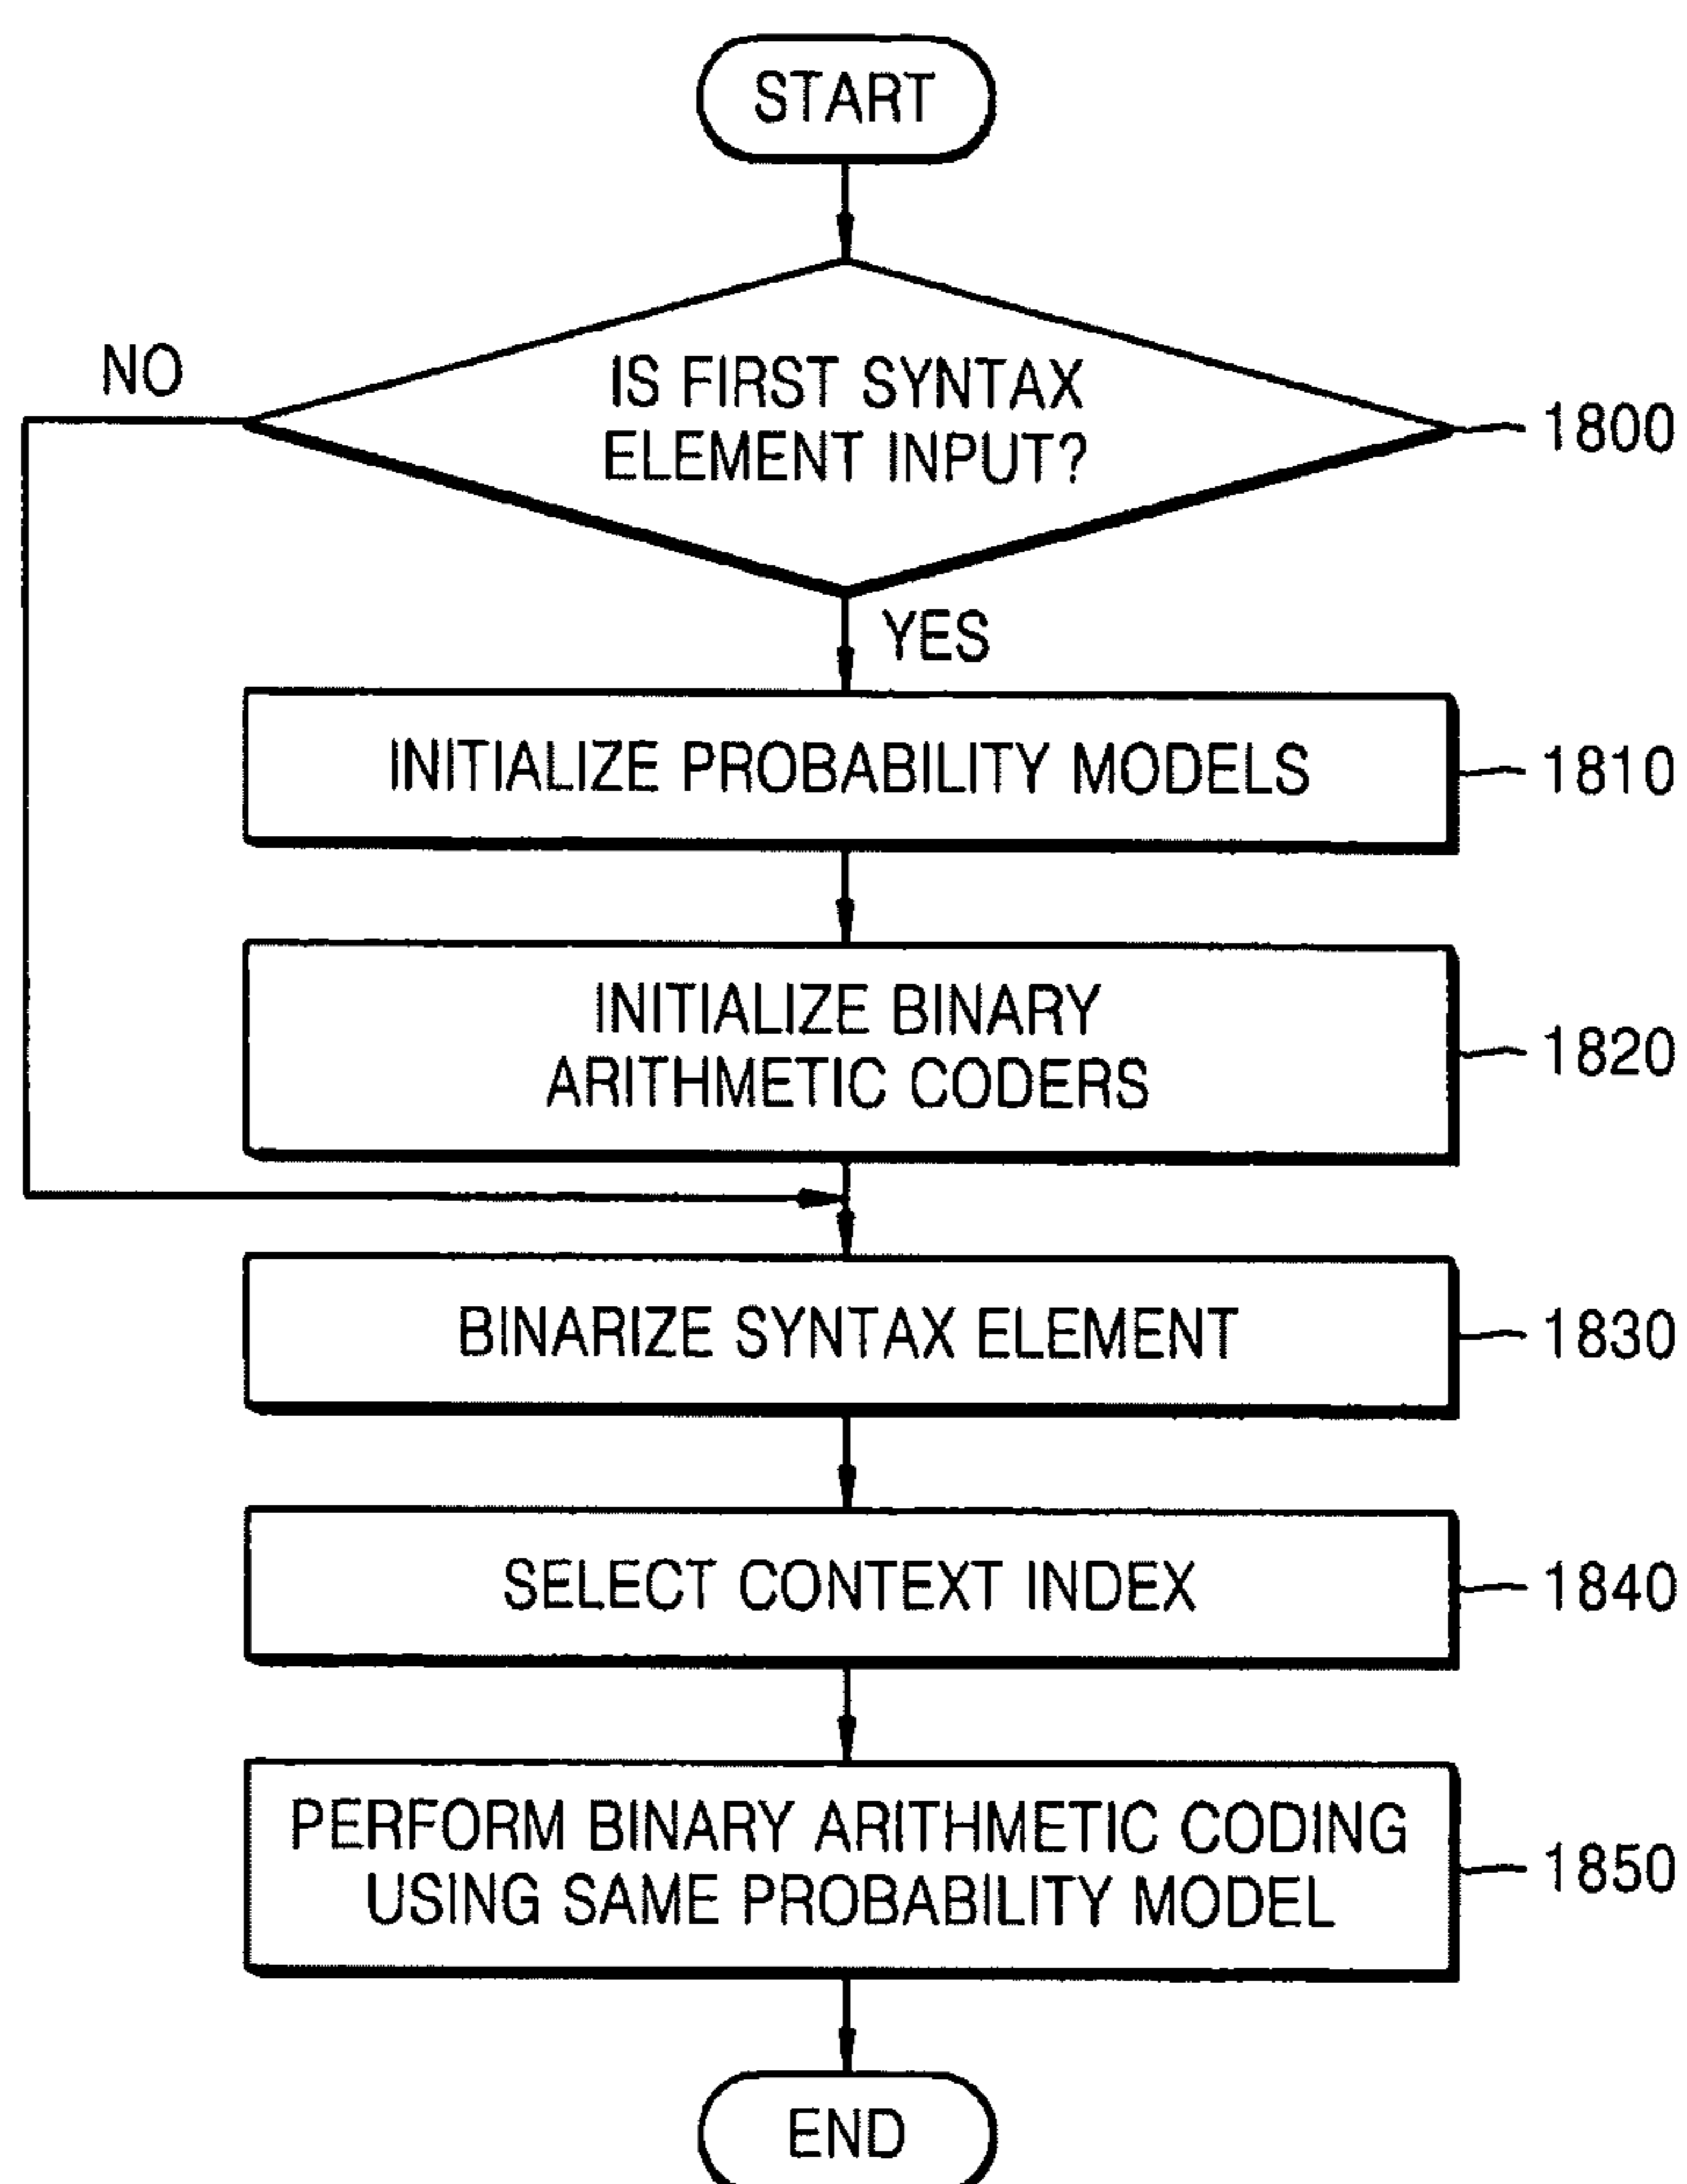 START
NO
IS FIRST SYNTAX
ELEMENT INPUT?
1800
YES
INITIALIZE PROBABILITY MODELS
1810
INITIALIZE BINARY
ARITHMETIC CODERS
1820
BINARIZE SYNTAX ELEMENT
1830
SELECT CONTEXT INDEX
1840
PERFORM BINARY ARITHMETIC CODING
USING SAME PROBABILITY MODEL
1850
END